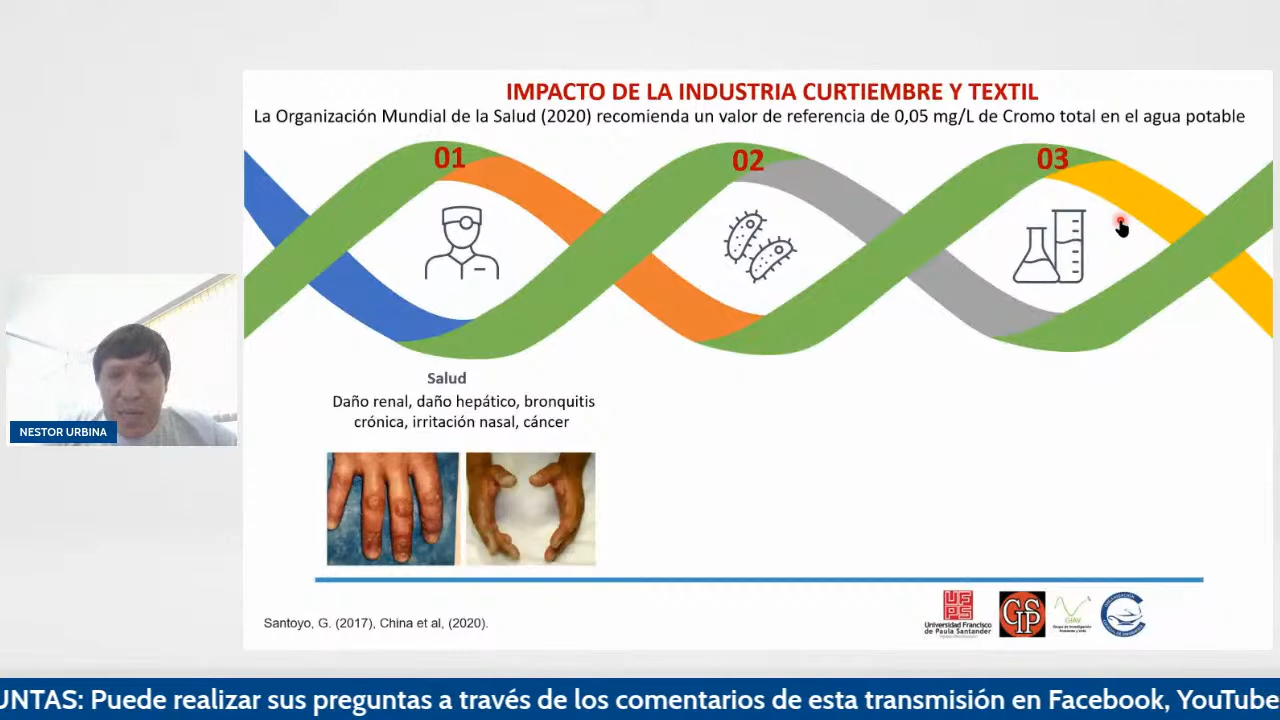 IMPACTO DE LA INDUSTRIA CURTIEMBRE Y TEXTIL
La Organización Mundial de la Salud (2020) recomienda un valor de referencia de 0,05 mg/L de Cromo total en el agua potable
01
02
03
Salud
Daño renal, daño hepático, bronquitis
crónica, irritación nasal, cáncer
NESTOR URBINA
Santoyo, G. (2017), China et al, (2020).
UFPS
Universidad Francisco
de Paula Santander
GIPS
GIAV
UNTAS: Puede realizar sus preguntas a través de los comentarios de esta transmisión en Facebook, YouTube